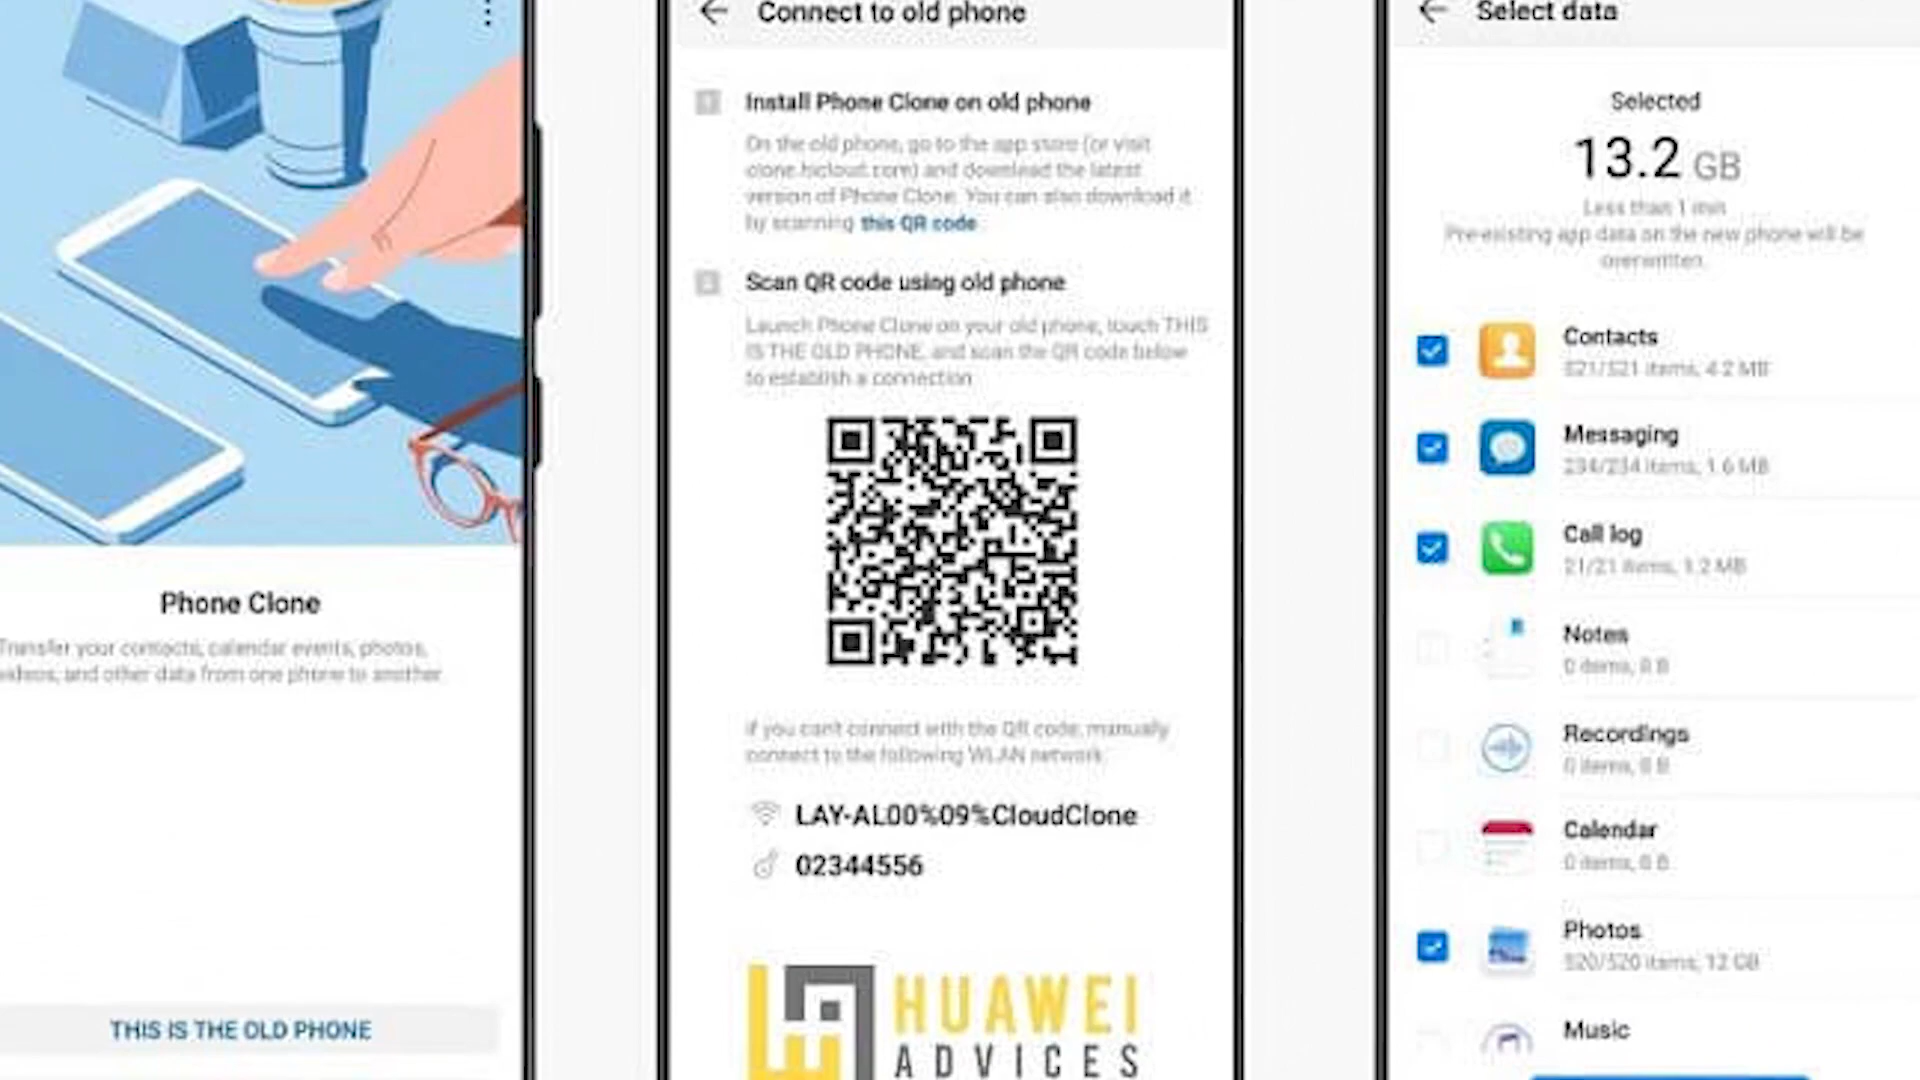 Phone Clone
Transfer your contacts, calendar events, photos,
videos, and other data from one phone to another
THIS IS THE OLD PHONE
Connect to old phone
1 Install Phone Clone on old phone
On the old phone, go to the app store (or visit
clone.hicloud.com) and download the latest
version of Phone Clone. You can also download it
by scanning this QR code
2 Scan QR code using old phone
Launch Phone Clone on your old phone, touch THIS
IS THE OLD PHONE, and scan the QR code below
to establish a connection
If you can't connect with the QR code, manually
connect to the following WLAN network:
LAY-AL00%09%CloudClone
02344556
HUAWEI
ADVICES
Select data
Selected
13.2 GB
Less than 1 min
Pre-existing app data on the new phone will be
overwritten.
Contacts
521/521 items, 4.2 MB
Messaging
234/234 items, 1.6 MB
Call log
21/21 items, 1.2 MB
Notes
0 items, 0 B
Recordings
0 items, 0 B
Calendar
0 items, 0 B
Photos
520/520 items, 12 GB
Music